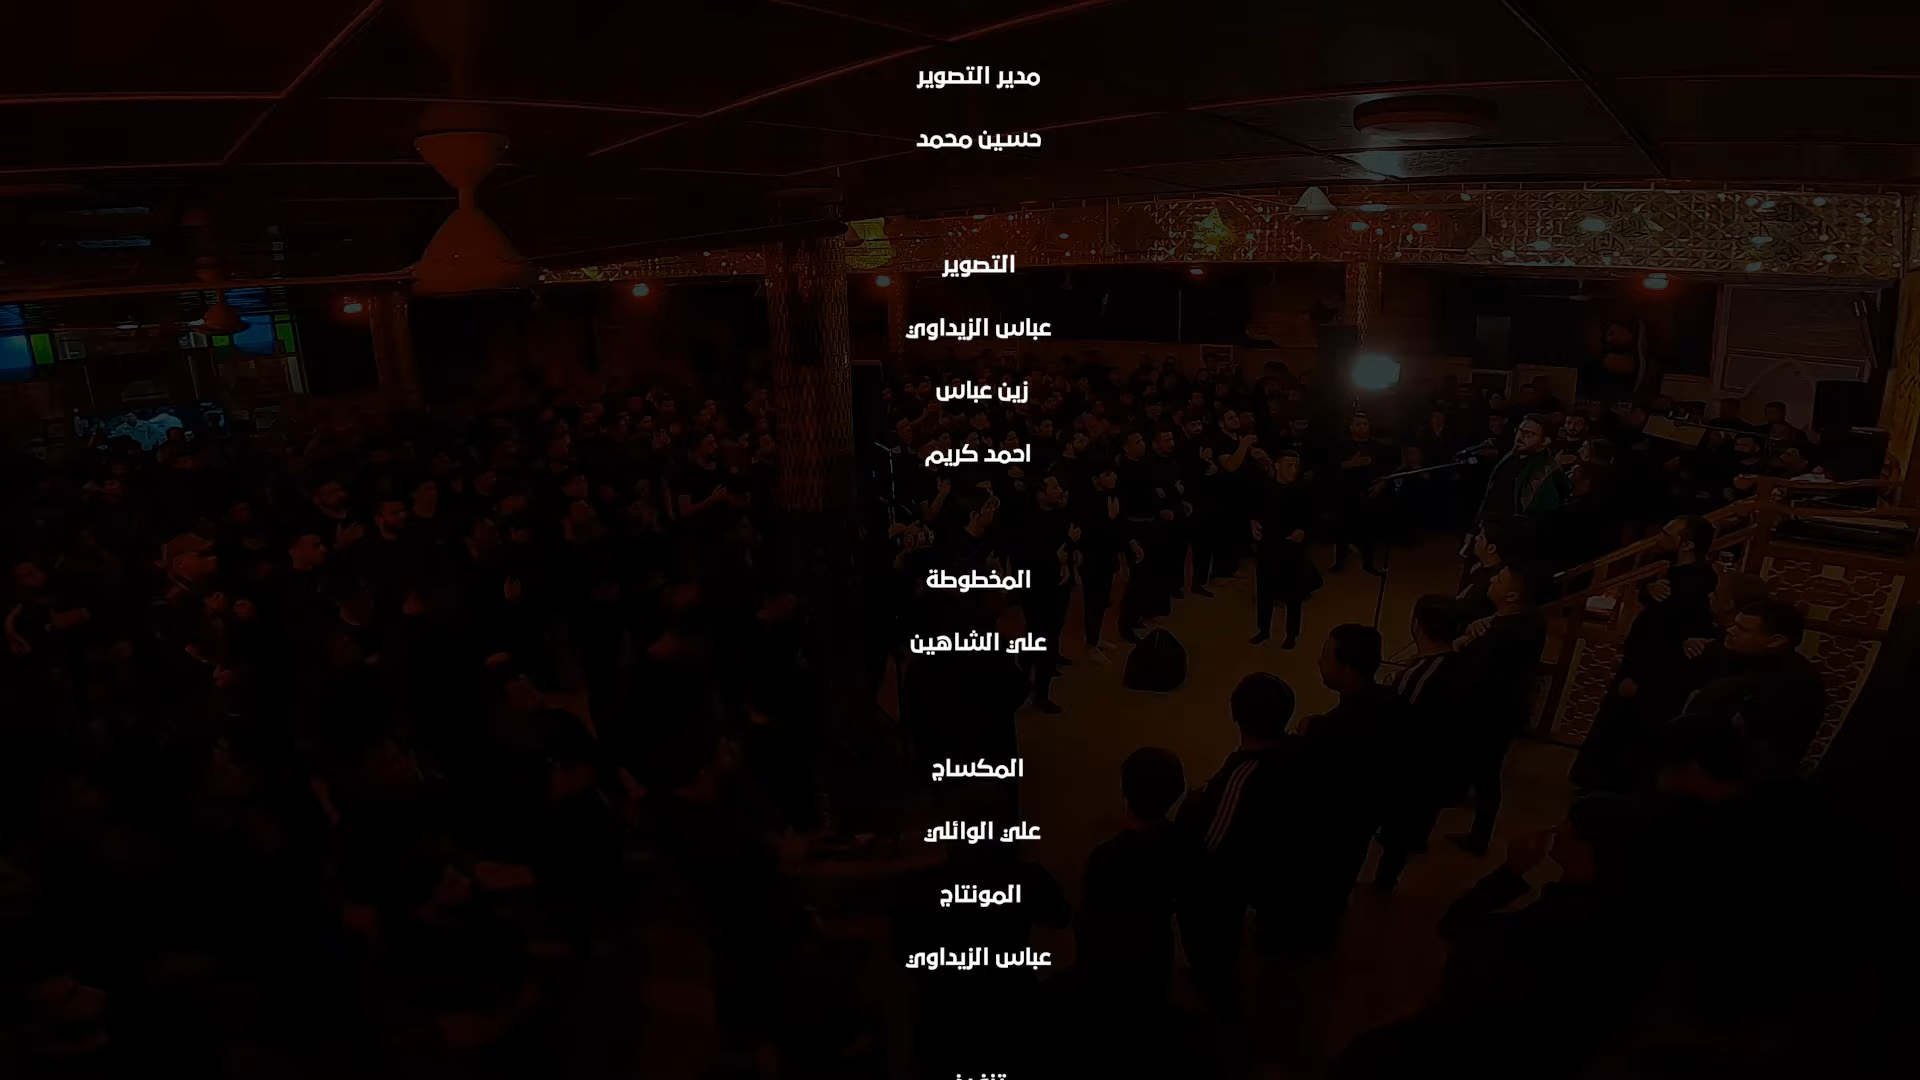 مدير التصوير
حسين محمد
التصوير
عباس الزيداوي
زين عباس
احمد كريم
المخطوطة
علي الشاهين
المكساج
علي الوائلي
المونتاج
عباس الزيداوي